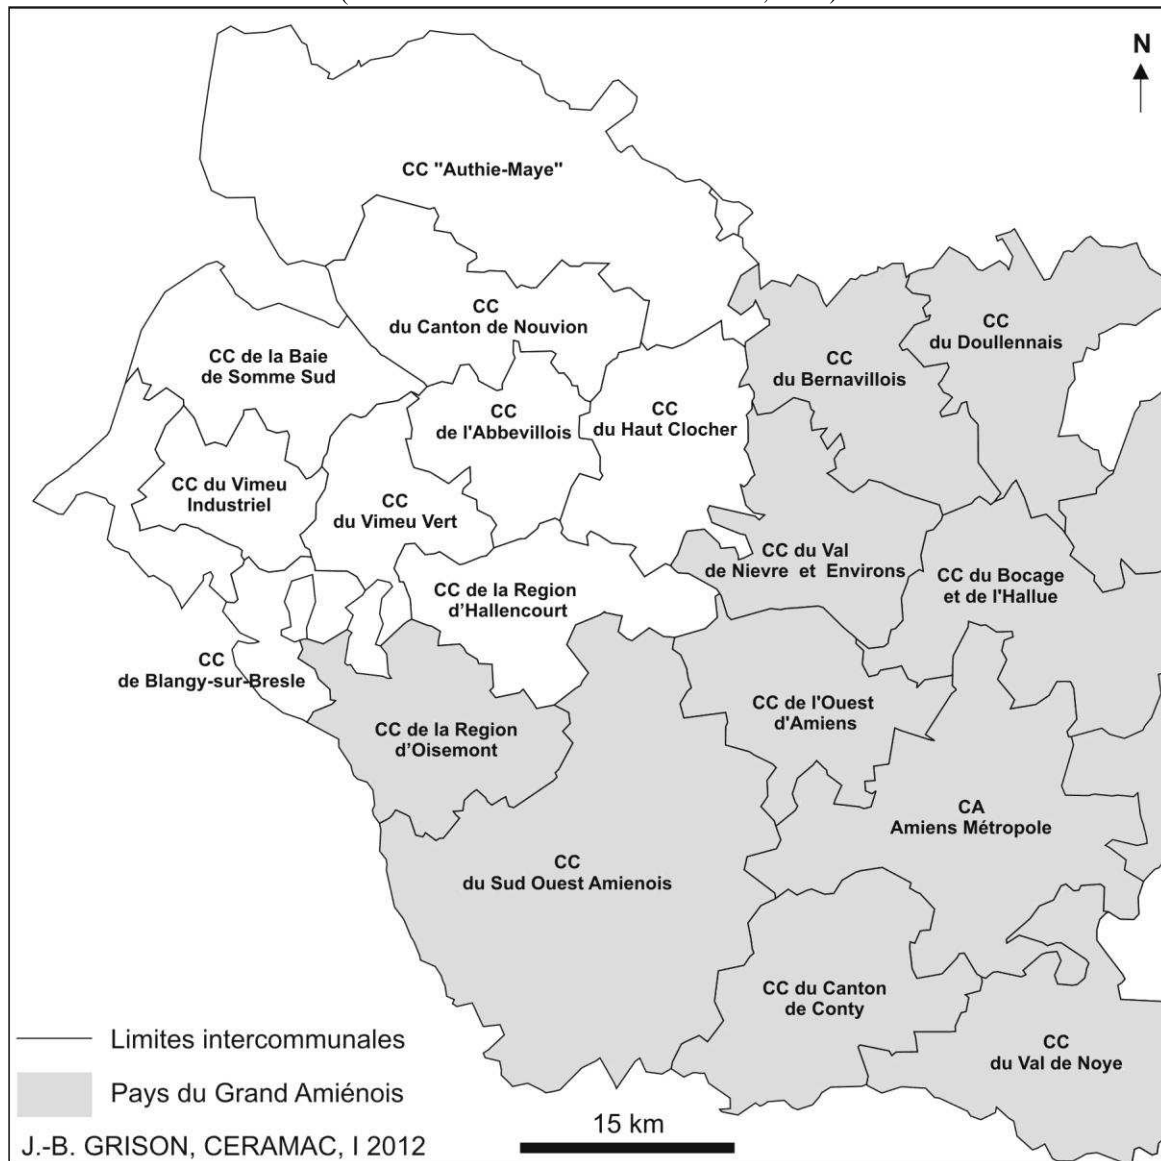 N
CC "Authie-Maye"
CC
du Canton de Nouvion
CC
du Doullennais
CC de la Baie
de Somme Sud
CC
du Bernavillois
CC
de l'Abbevillois
CC
du Haut Clocher
CC du Vimeu
Industriel
CC
du Vimeu Vert
CC du Val
de Nievre et Environs
CC du Bocage
et de l'Hallue
CC de la Region
d'Hallencourt
CC
de Blangy-sur-Bresle
CC de l'Ouest
d'Amiens
CC de la Region
d'Oisemont
CA
Amiens Métropole
CC
du Sud Ouest Amienois
CC du Canton
de Conty
CC
du Val de Noye
Limites intercommunales
Pays du Grand Amiénois
15 km
J.-B. GRISON, CERAMAC, I 2012